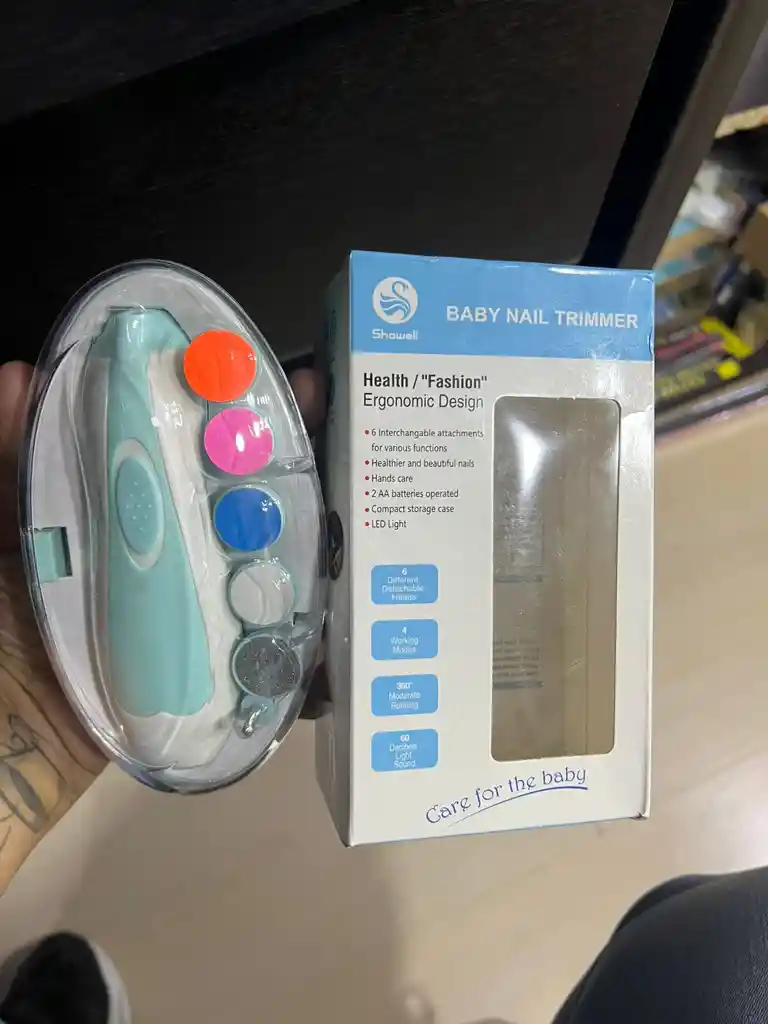 Showell
BABY NAIL TRIMMER
Health / "Fashion"
Ergonomic Design
• 6 Interchangable attachments
for various functions
• Healthier and beautiful nails
• Hands care
• 2 AA batteries operated
• Compact storage case
• LED Light
6
Different
Detachable
4
Working
Modes
360°
Moderate
Running
60
Decibels
Light
Sound
Care for the baby